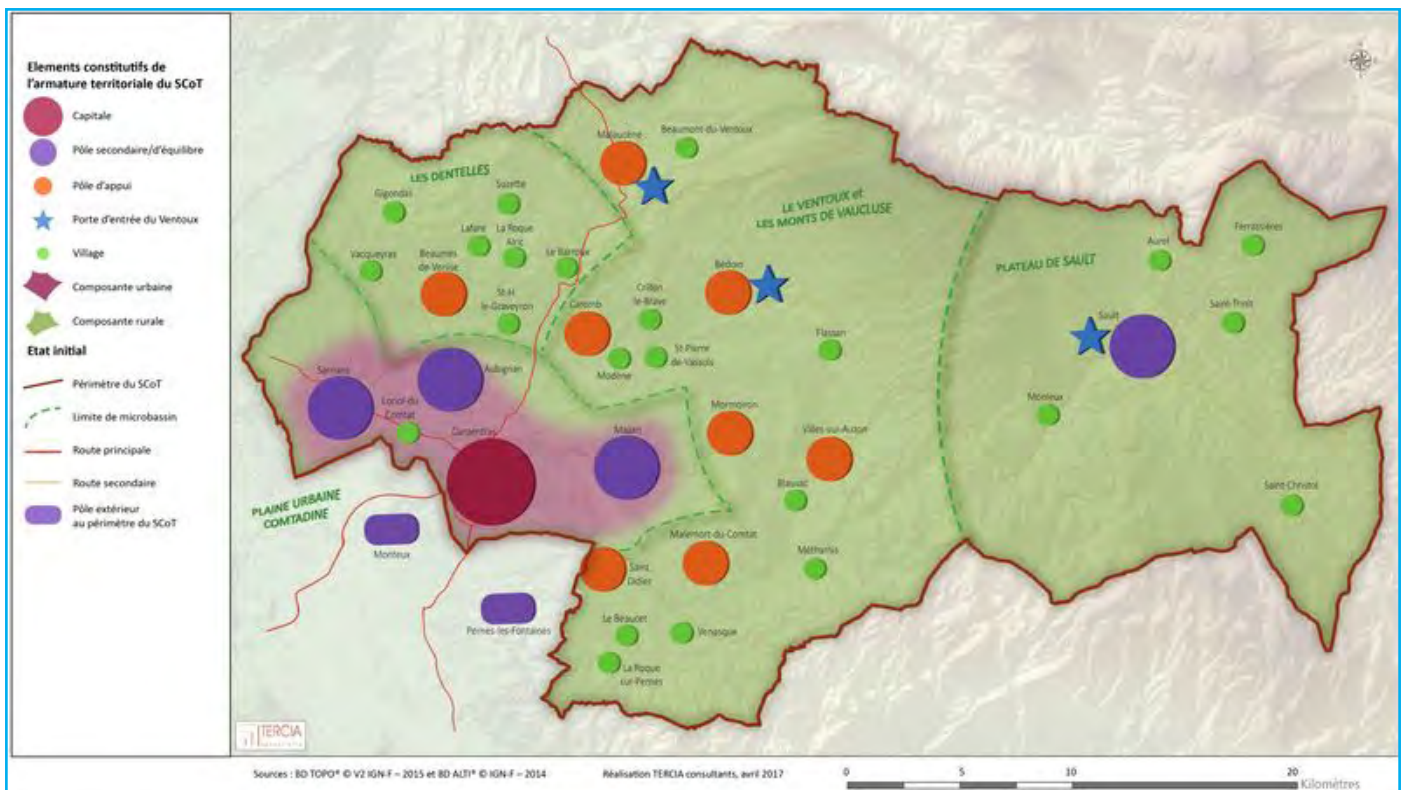 Elements constitutifs de
l'armature territoriale du SCoT
Capitale
Pôle secondaire/d'équilibre
Pôle d'appui
Porte d'entrée du Ventoux
Village
Composante urbaine
Composante rurale
Etat initial
Périmètre du SCoT
Limite de microbassin
Route principale
Route secondaire
Pôle extérieur
au périmètre du SCoT
Malaucène
Beaumont-du-Ventoux
LES DENTELLES
Gigondas
Suzette
LE VENTOUX et
LES MONTS DE VAUCLUSE
Lafare
La Roque
Alric
Le Barroux
Vacqueyras
Beaumes
de-Venise
St-H
le-Graveyron
Caromb
Crillon
le-Brave
Bédoin
Modène
St-Pierre
de-Vassols
Flassan
PLATEAU DE SAULT
Aurel
Ferrassières
Saint-Trinit
Sault
Monieux
Saint-Christol
Sarrians
Aubignan
Loriol-du
Comtat
Carpentras
Mazan
Mormoiron
Villes-sur-Auzon
Blauvac
PLAINE URBAINE
COMTADINE
Monteux
Pernes-les-Fontaines
Saint
Didier
Malemort-du-Comtat
Méthamis
Le Beaucet
Venasque
La Roque
sur-Pernes
TERCIA
Sources : BD TOPO® © V2 IGN-F – 2015 et BD ALTI® © IGN-F – 2014
Réalisation TERCIA consultants, avril 2017
0 5 10 20
Kilomètres